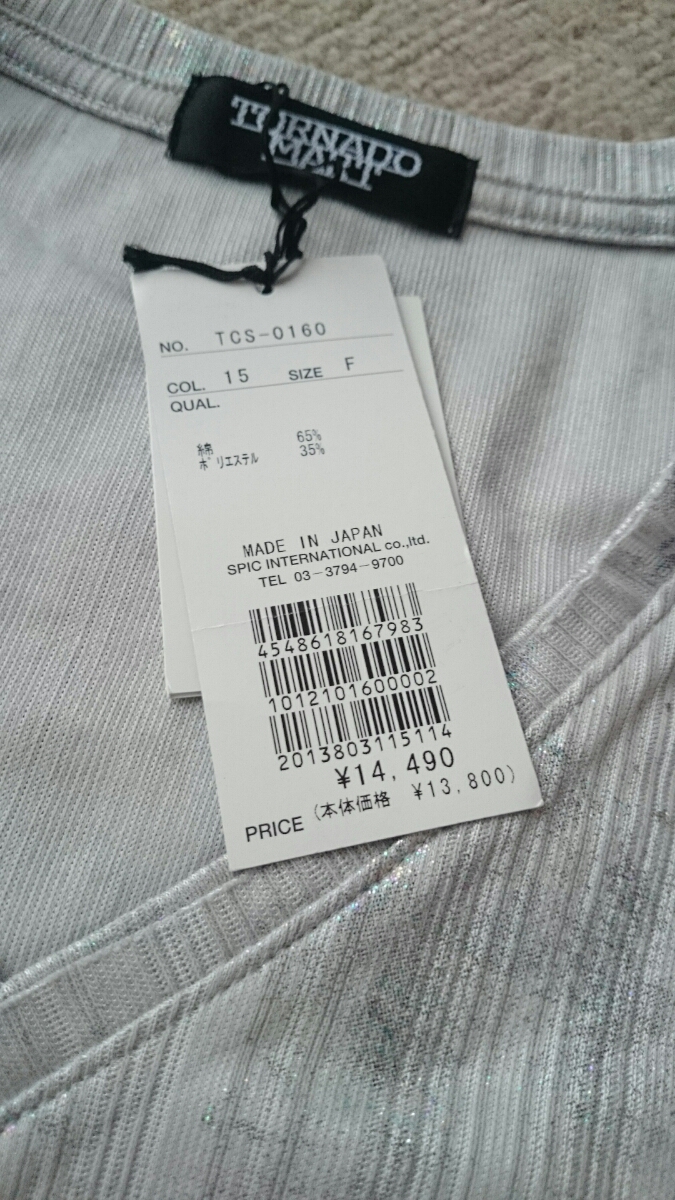 TORNADO
MART
NO. TCS-0160
COL. 15 SIZE F
QUAL.
綿 65%
ポリエステル 35%
MADE IN JAPAN
SPIC INTERNATIONAL co.,ltd.
TEL 03-3794-9700
4548618167983
1012101600002
2013803115114
¥14,490
PRICE (本体価格 ¥13,800)